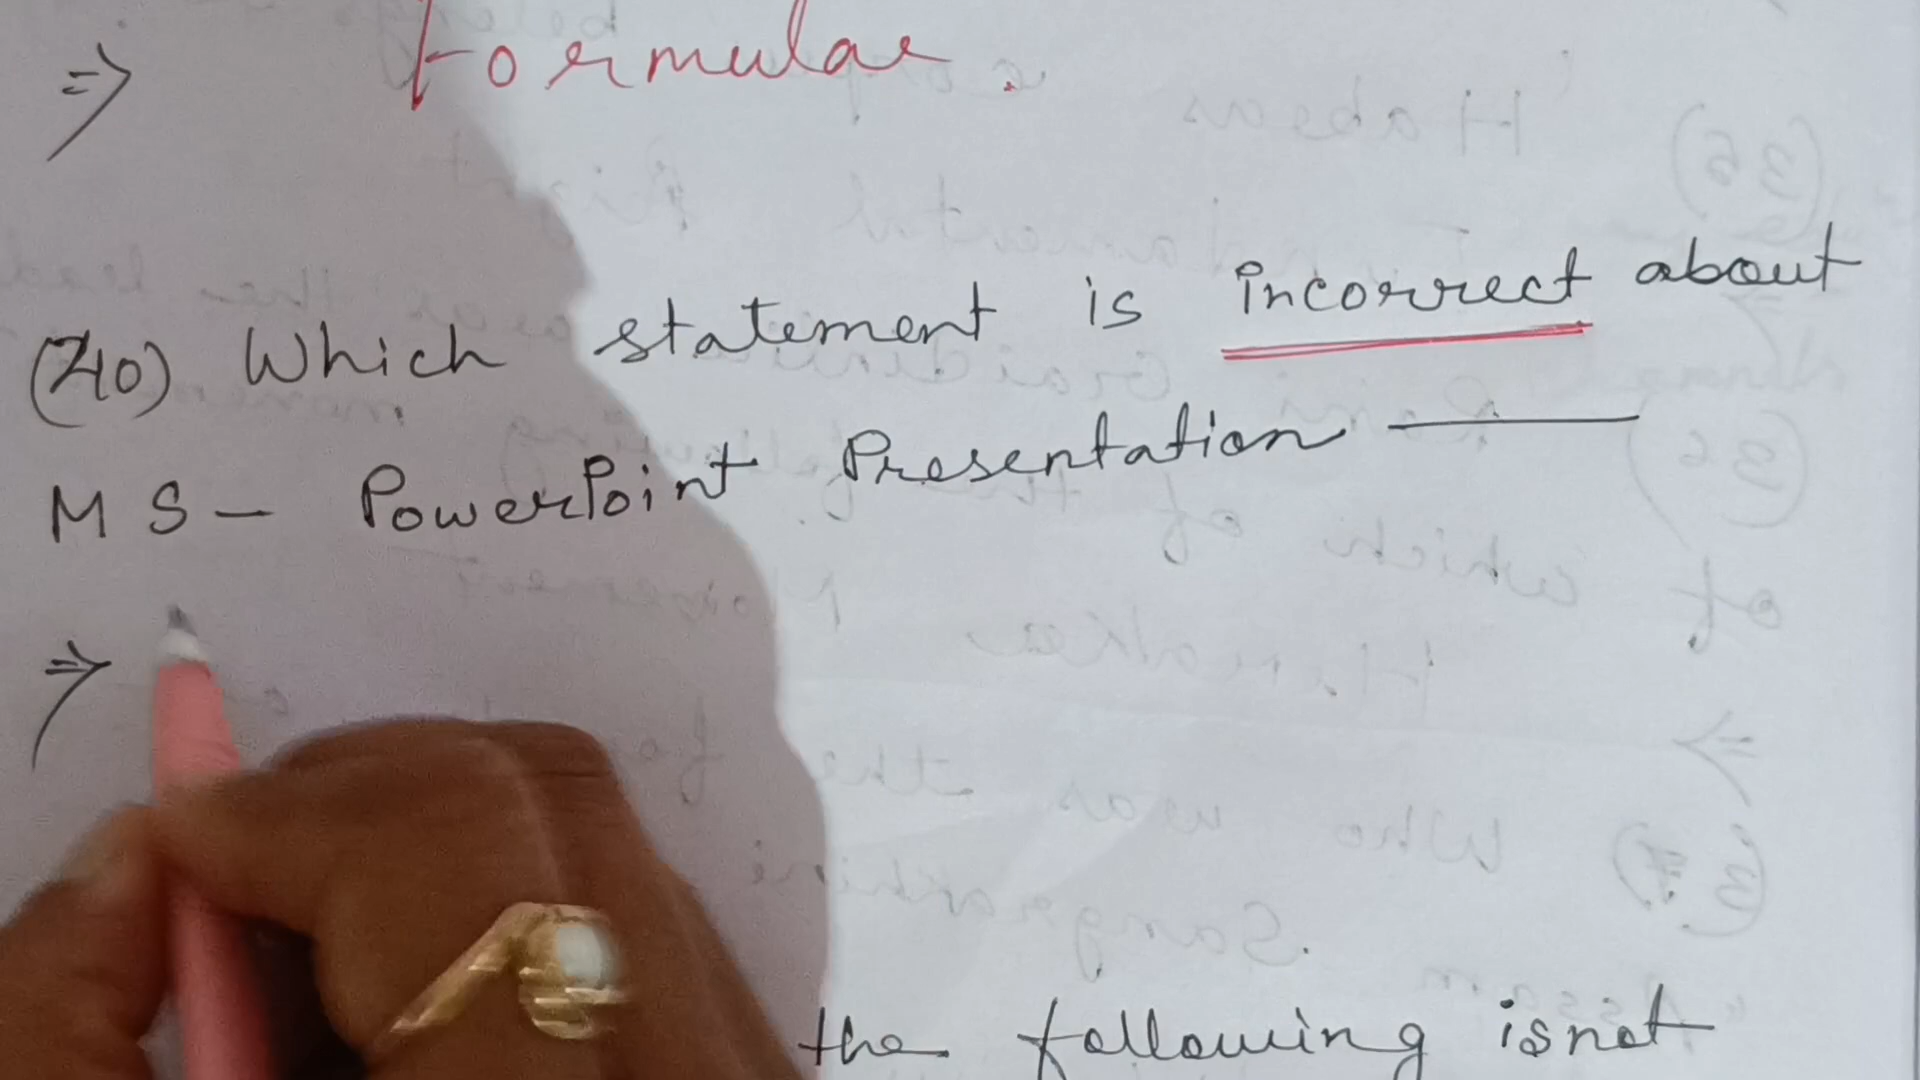 ⇒ Formulae.
(40) Which statement is incorrect about
MS - PowerPoint Presentation —
⇒
the following is not